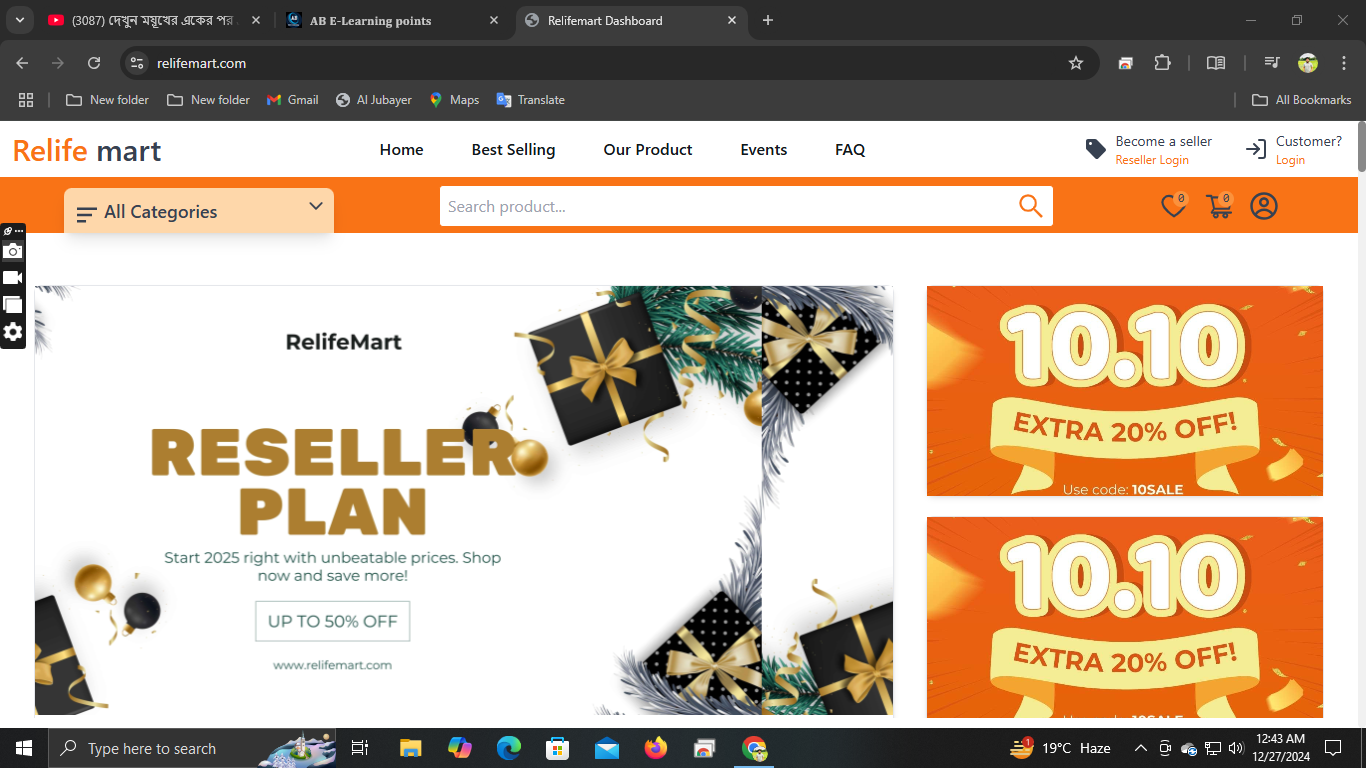 (3087) দেখুন ময়ূখের একের পর
AB E-Learning points
Relifemart Dashboard
relifemart.com
New folder
New folder
Gmail
Al Jubayer
Maps
Translate
All Bookmarks
Relife mart
Home
Best Selling
Our Product
Events
FAQ
Become a seller
Reseller Login
Customer?
Login
All Categories
Search product...
0
0
RelifeMart
RESELLER
PLAN
Start 2025 right with unbeatable prices. Shop
now and save more!
UP TO 50% OFF
www.relifemart.com
10.10
EXTRA 20% OFF!
Use code: 10SALE
10.10
EXTRA 20% OFF!
Use code: 10SALE
Type here to search
1
19°C Haze
12:43 AM
12/27/2024